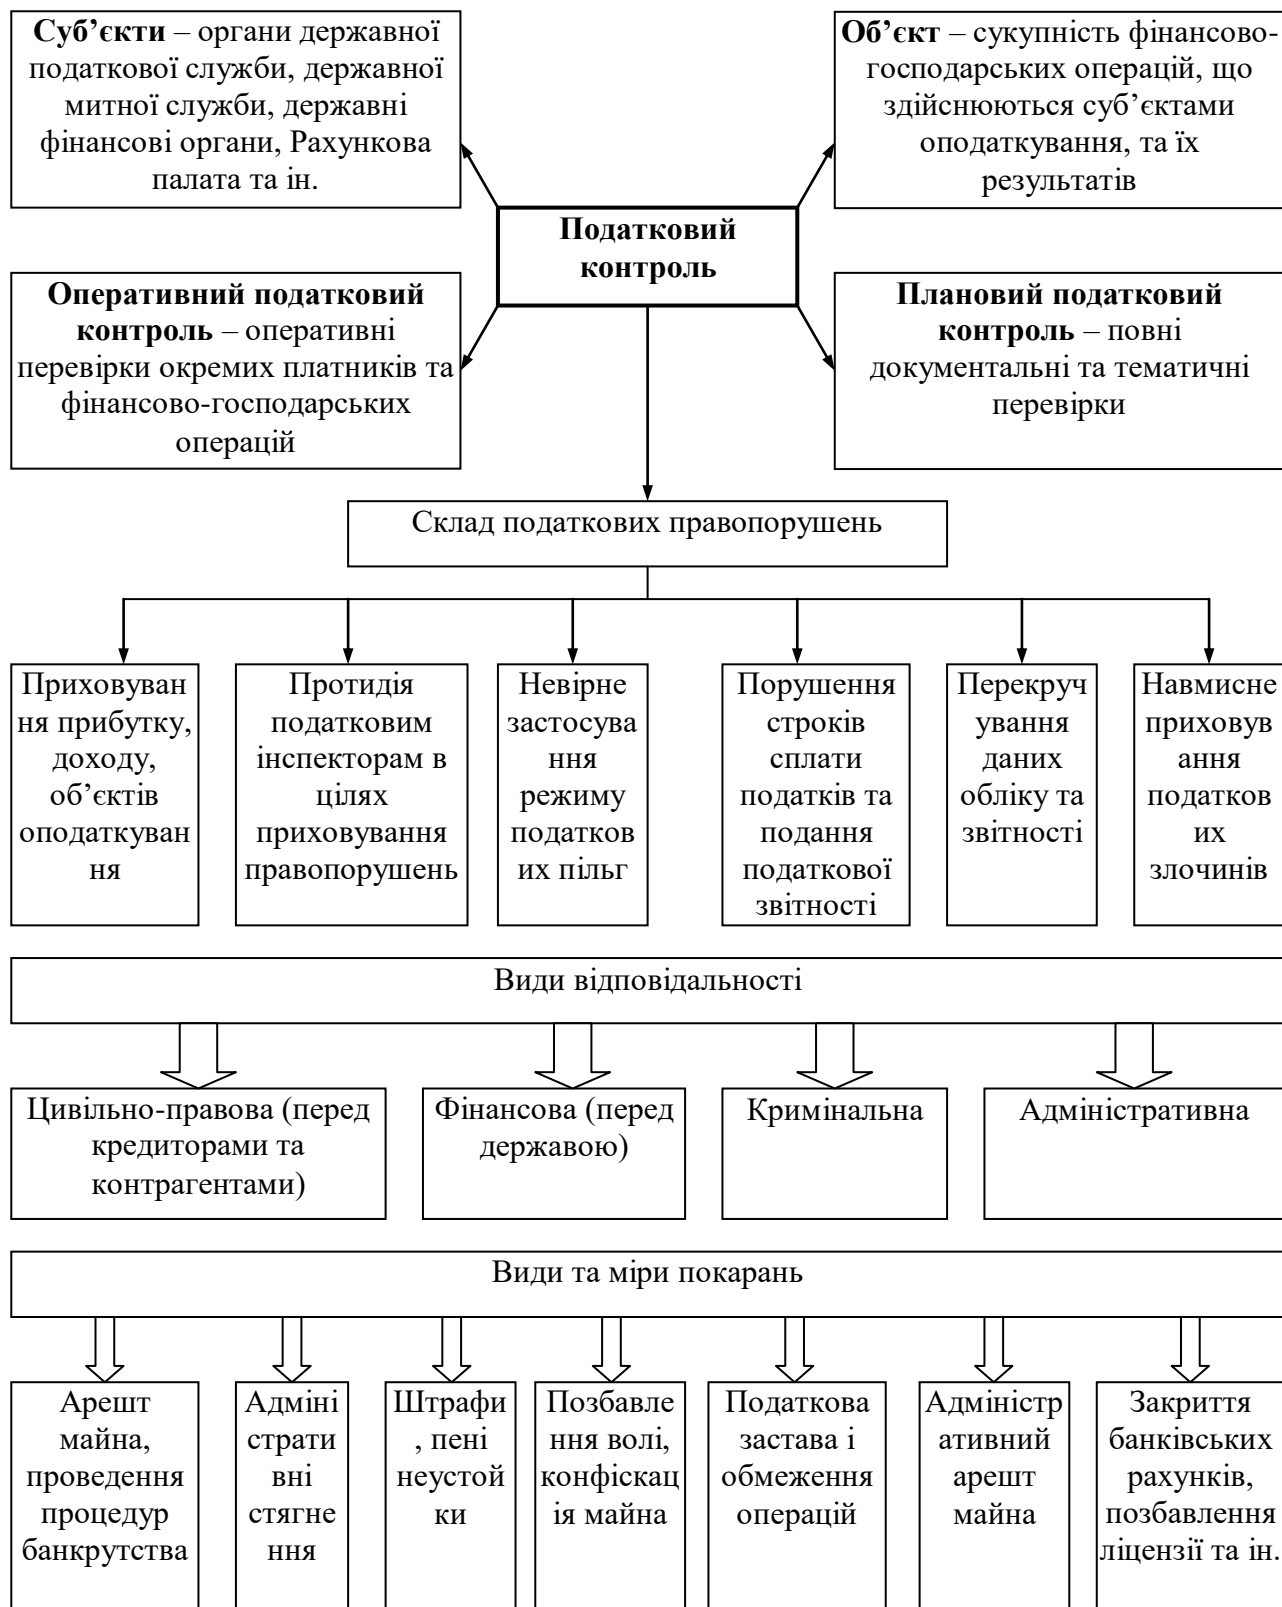 Суб’єкти – органи державної
податкової служби, державної
митної служби, державні
фінансові органи, Рахункова
палата та ін.
Об’єкт – сукупність фінансово-
господарських операцій, що
здійснюються суб’єктами
оподаткування, та їх
результатів
Податковий
контроль
Оперативний податковий
контроль – оперативні
перевірки окремих платників та
фінансово-господарських
операцій
Плановий податковий
контроль – повні
документальні та тематичні
перевірки
Склад податкових правопорушень
Приховуван
ня прибутку,
доходу,
об’єктів
оподаткуван
ня
Протидія
податковим
інспекторам в
цілях
приховування
правопорушень
Невірне
застосува
ння
режиму
податков
их пільг
Порушення
строків
сплати
податків та
подання
податкової
звітності
Перекруч
ування
даних
обліку та
звітності
Навмисне
приховув
ання
податков
их
злочинів
Види відповідальності
Цивільно-правова (перед
кредиторами та
контрагентами)
Фінансова (перед
державою)
Кримінальна
Адміністративна
Види та міри покарань
Арешт
майна,
проведення
процедур
банкрутства
Адміні
страти
вні
стягне
ння
Штрафи
, пені
неустой
ки
Позбавле
ння волі,
конфіскац
ія майна
Податкова
застава і
обмеження
операцій
Адміністр
ативний
арешт
майна
Закриття
банківських
рахунків,
позбавлення
ліцензії та ін.